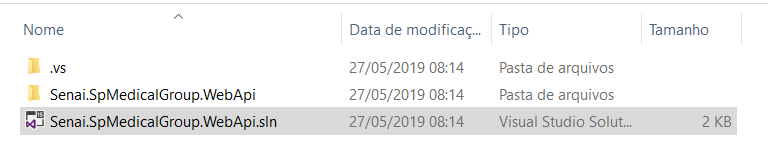 Nome Data de modificaç... Tipo Tamanho
.vs 27/05/2019 08:14 Pasta de arquivos
Senai.SpMedicalGroup.WebApi 27/05/2019 08:14 Pasta de arquivos
Senai.SpMedicalGroup.WebApi.sln 27/05/2019 08:14 Visual Studio Solut... 2 KB